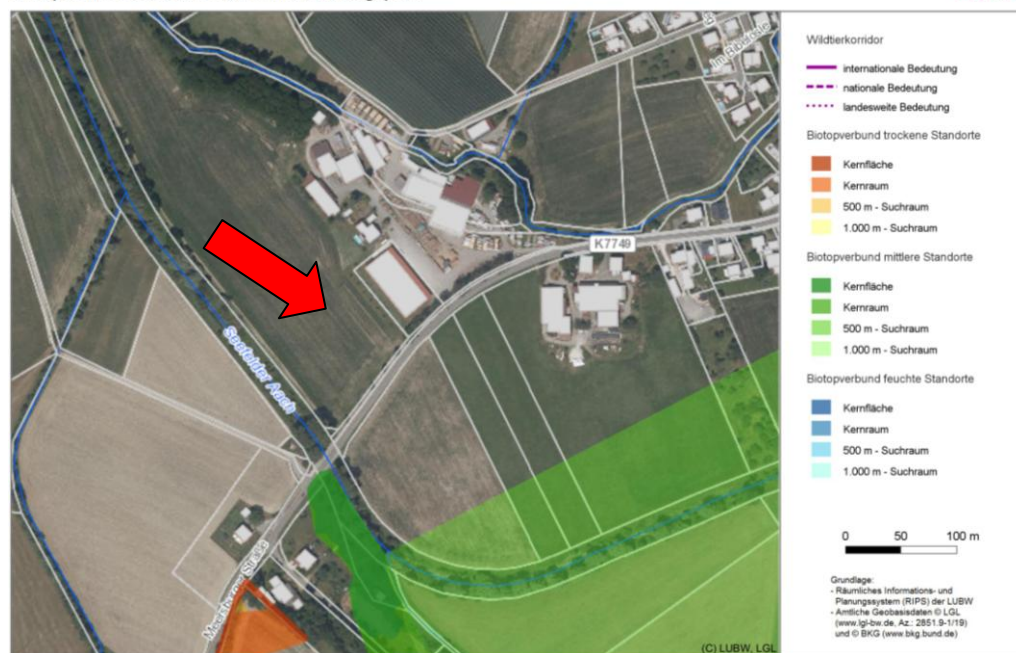 Im Ribeisle
K7749
Seefelder Aach
(C) LUBW, LGL
Wildtierkorridor
internationale Bedeutung
nationale Bedeutung
landesweite Bedeutung
Biotopverbund trockene Standorte
Kernfläche
Kernraum
500 m - Suchraum
1.000 m - Suchraum
Biotopverbund mittlere Standorte
Kernfläche
Kernraum
500 m - Suchraum
1.000 m - Suchraum
Biotopverbund feuchte Standorte
Kernfläche
Kernraum
500 m - Suchraum
1.000 m - Suchraum
0 50 100 m
Grundlage:
- Räumliches Informations- und
Planungssystem (RIPS) der LUBW
- Amtliche Geobasisdaten © LGL
(www.lgl-bw.de, Az.: 2851.9-1/19)
und © BKG (www.bkg.bund.de)